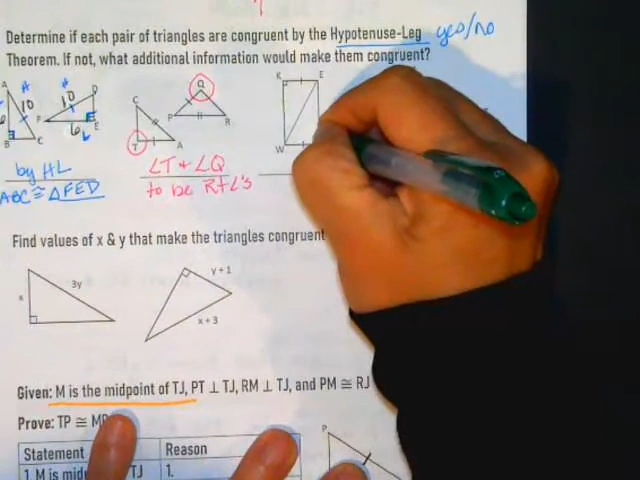 Determine if each pair of triangles are congruent by the Hypotenuse-Leg yes/no
Theorem. If not, what additional information would make them congruent?
A H H D
10 10
F 6 L E
B C
C Q
P R
T A
K E
W
by HL
ABC ≅ △FED
∠T + ∠Q
to be Rt∠'s
Find values of x & y that make the triangles congruent
x 3y
y + 1
x + 3
Given: M is the midpoint of TJ, PT ⊥ TJ, RM ⊥ TJ, and PM ≅ RJ
Prove: TP ≅
P
Statement Reason
1. M is TJ 1.